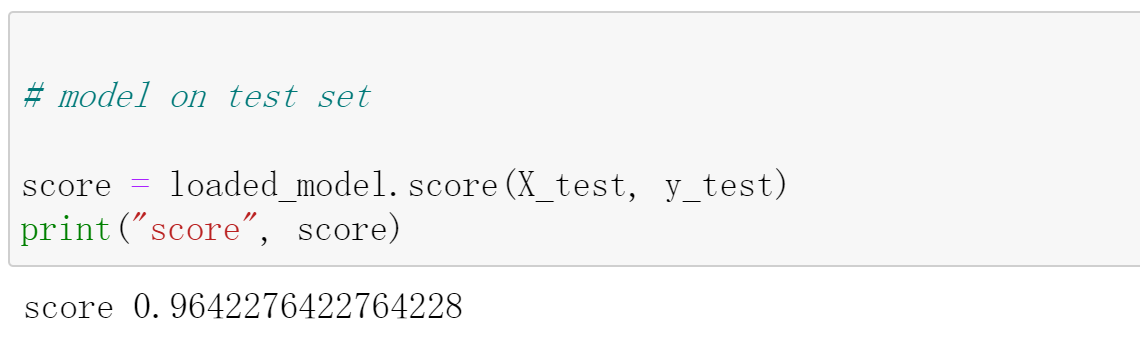 # model on test set
score = loaded_model.score(X_test, y_test)
print("score", score)
score 0.9642276422764228